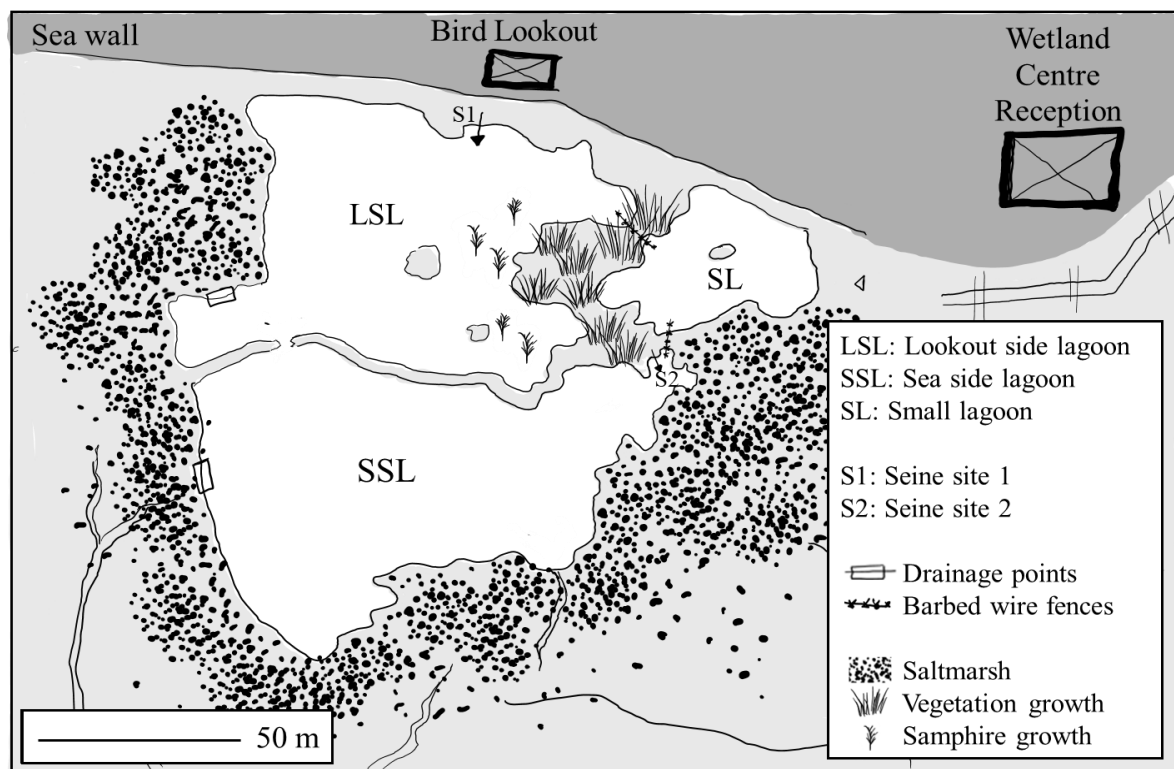 Sea wall
Bird Lookout
Wetland
Centre
Reception
S1
LSL
SL
S2
SSL
LSL: Lookout side lagoon
SSL: Sea side lagoon
SL: Small lagoon
S1: Seine site 1
S2: Seine site 2
Drainage points
Barbed wire fences
Saltmarsh
Vegetation growth
Samphire growth
50 m